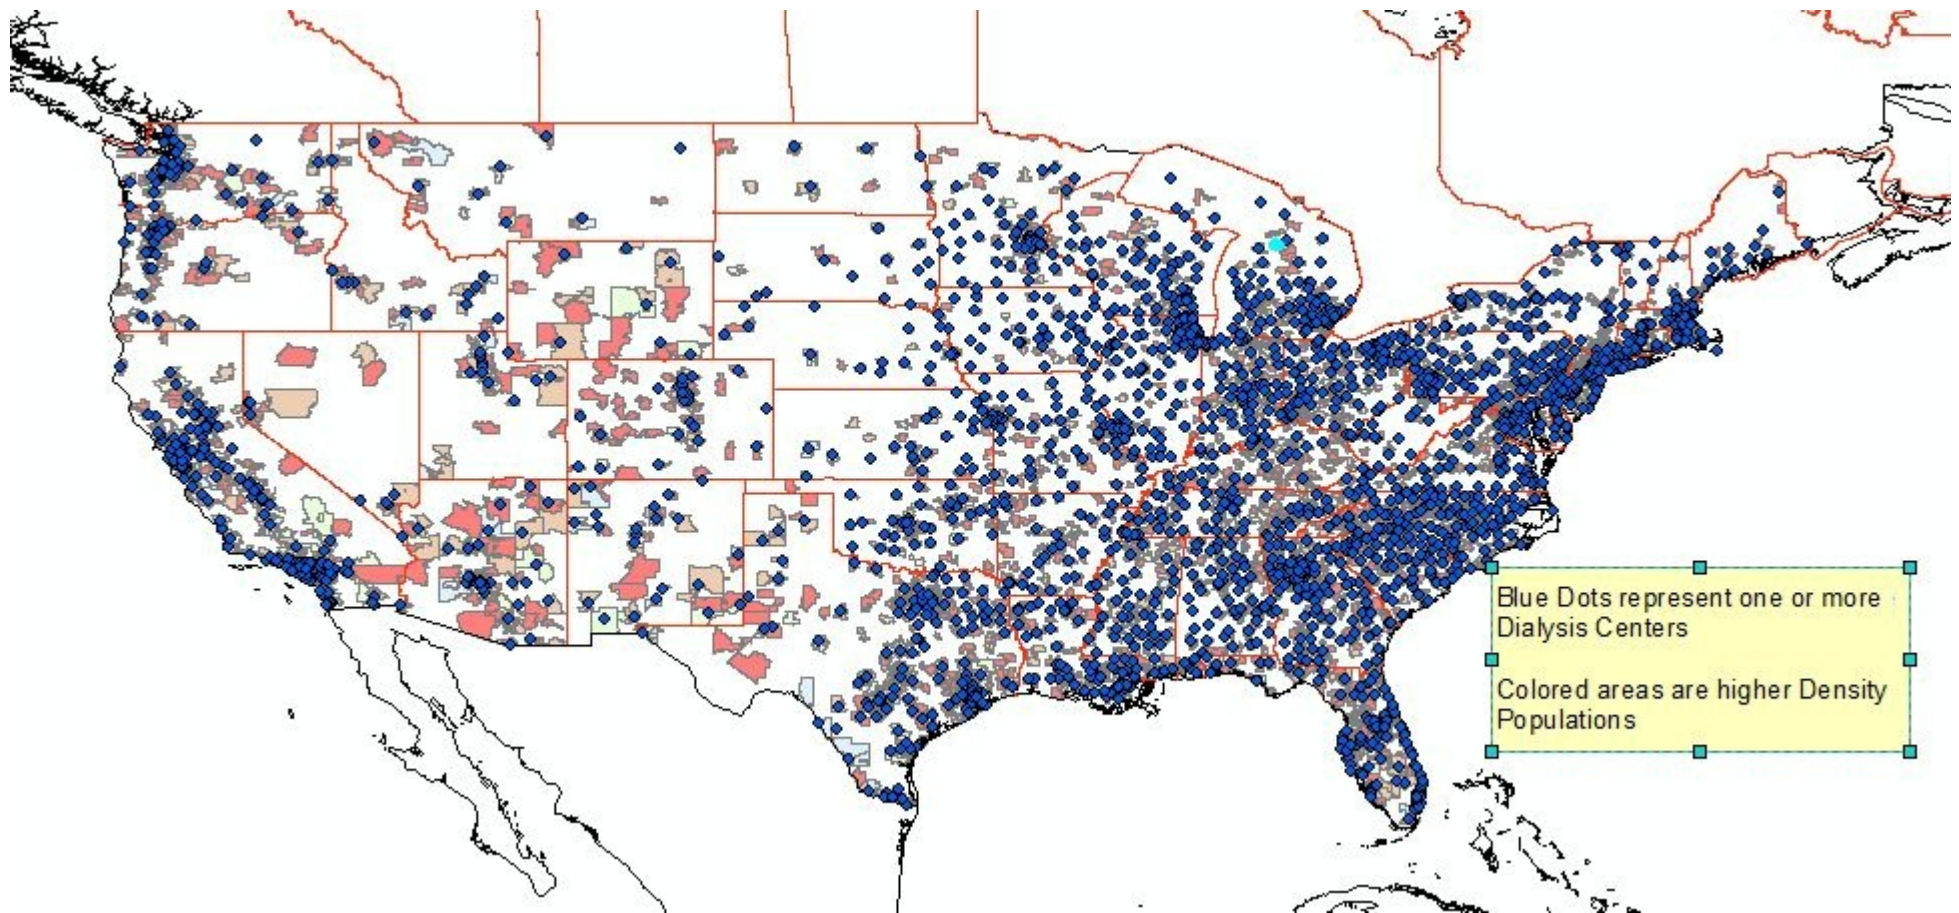 Blue Dots represent one or more
Dialysis Centers
Colored areas are higher Density
Populations